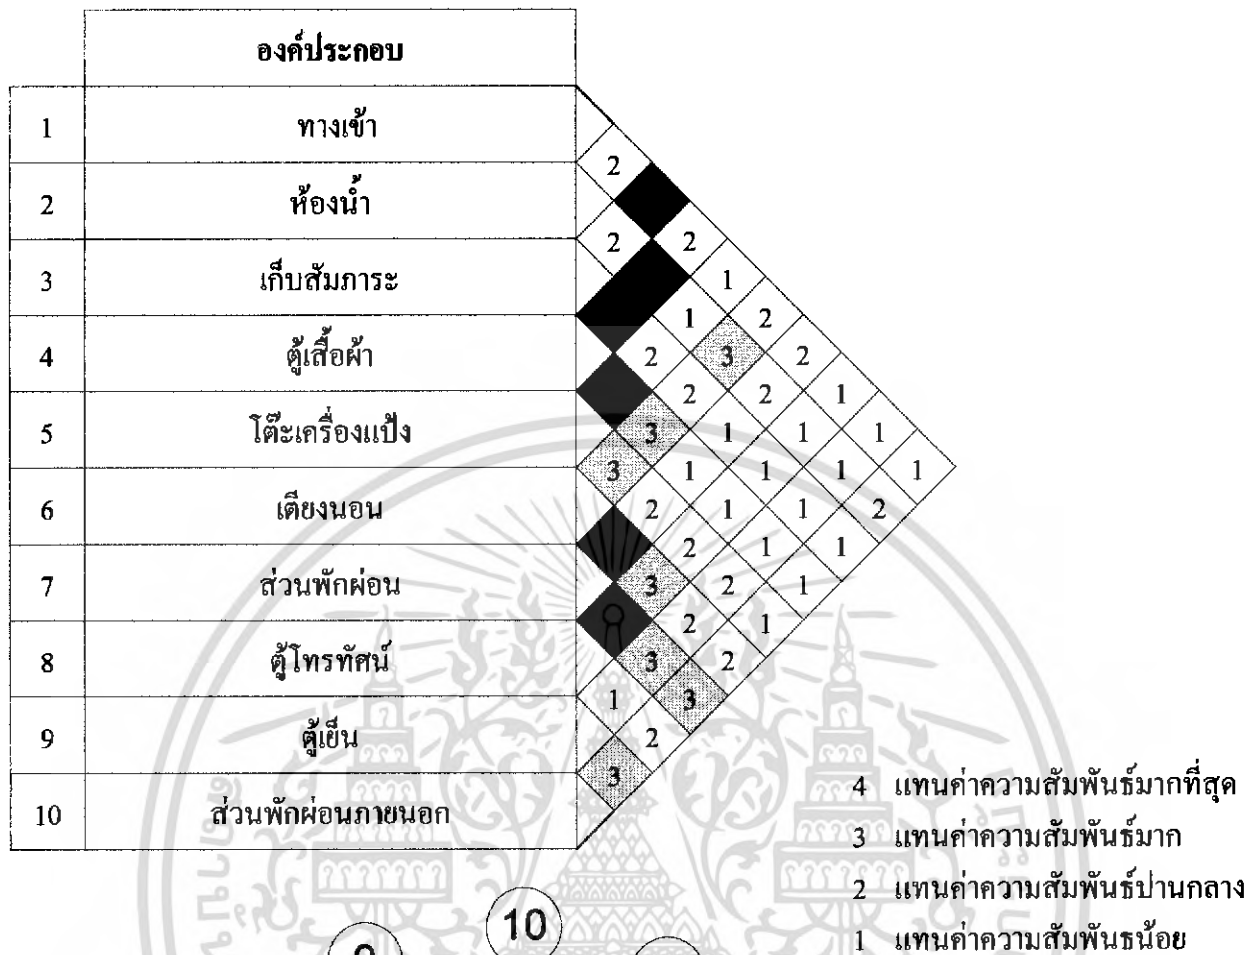 องค์ประกอบ
1 ทางเข้า
2 ห้องน้ำ
3 เก็บสัมภาระ
4 ตู้เสื้อผ้า
5 โต๊ะเครื่องแป้ง
6 เตียงนอน
7 ส่วนพักผ่อน
8 ตู้โทรทัศน์
9 ตู้เย็น
10 ส่วนพักผ่อนภายนอก
2
2 2
1
1 2
2 3 2
2 2 1
3 1 1 1
3 1 1 1 1
2 1 1 2
2 1 1
3 2 1
2 1
3 2
1 3
2
3
4 แทนค่าความสัมพันธ์มากที่สุด
3 แทนค่าความสัมพันธ์มาก
2 แทนค่าความสัมพันธ์ปานกลาง
1 แทนค่าความสัมพันธน้อย
10